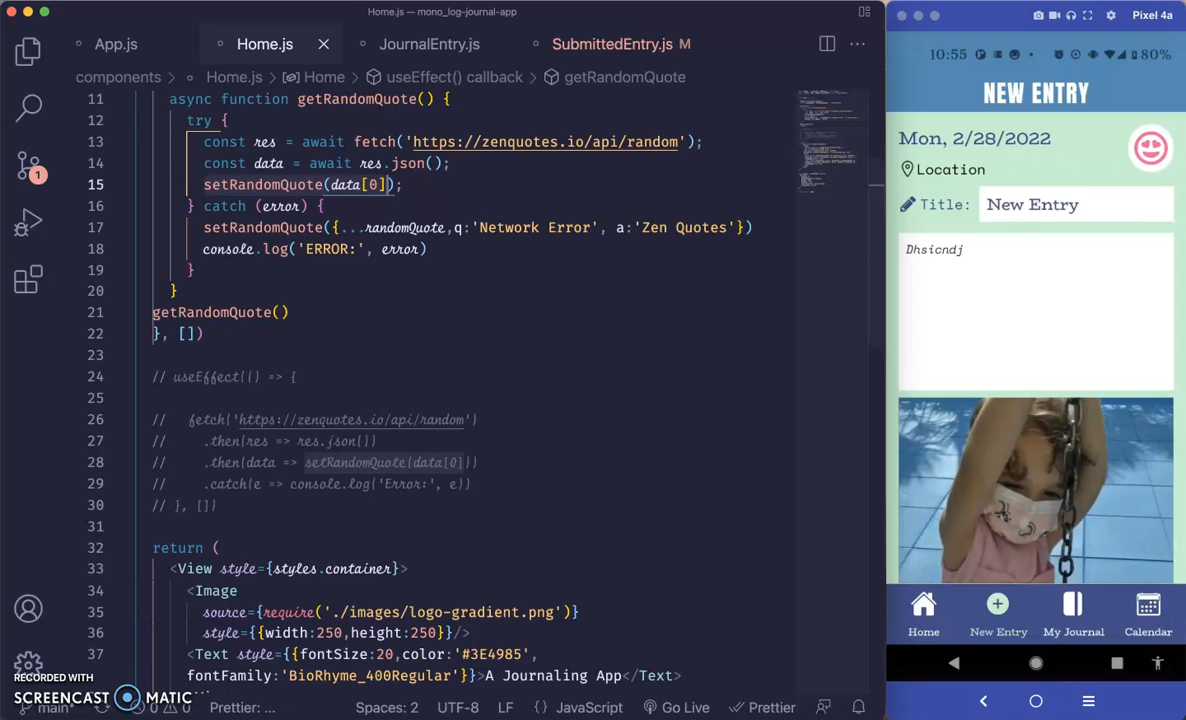 Home.js — mono_log-journal-app
App.js
Home.js
JournalEntry.js
SubmittedEntry.js M
components > Home.js > Home > useEffect() callback > getRandomQuote
11 async function getRandomQuote() {
12 try {
13 const res = await fetch('https://zenquotes.io/api/random');
14 const data = await res.json();
15 setRandomQuote(data[0]);
16 } catch (error) {
17 setRandomQuote({...randomQuote,q:'Network Error', a:'Zen Quotes'})
18 console.log('ERROR:', error)
19 }
20 }
21 getRandomQuote()
22 }, [])
23
24 // useEffect(() => {
25
26 // fetch('https://zenquotes.io/api/random')
27 // .then(res => res.json())
28 // .then(data => setRandomQuote(data[0]))
29 // .catch(e => console.log('Error:', e))
30 // }, [])
31
32 return (
33 <View style={styles.container}>
34 <Image
35 source={require('./images/logo-gradient.png')}
36 style={{width:250,height:250}}/>
37 <Text style={{fontSize:20,color:'#3E4985',
fontFamily:'BioRhyme_400Regular'}}>A Journaling App</Text>
1
RECORDED WITH
SCREENCAST MATIC
main*
0 0
Prettier: ...
Spaces: 2
UTF-8
LF
{} JavaScript
Go Live
Prettier
Pixel 4a
10:55
80%
NEW ENTRY
Mon, 2/28/2022
Location
Title: New Entry
Dhsicndj
Home
New Entry
My Journal
Calendar